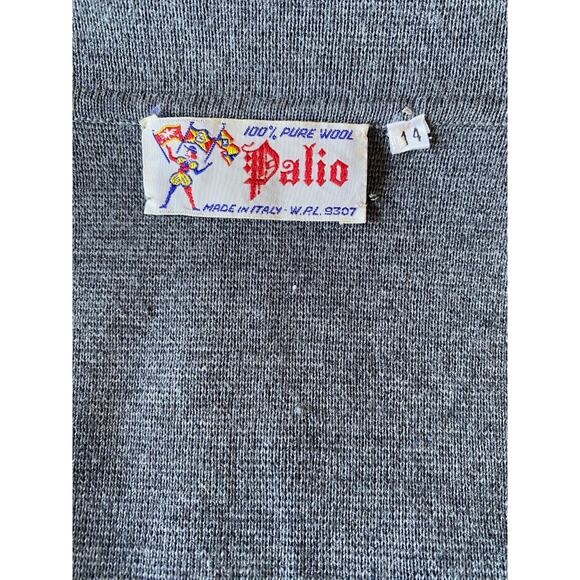 100% PURE WOOL
Palio
MADE IN ITALY - W.P.L. 9307
14